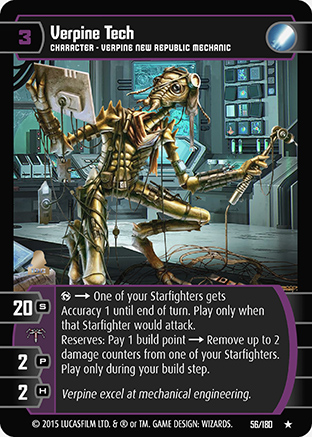 3 Verpine Tech
CHARACTER - VERPINE NEW REPUBLIC MECHANIC
20 S
2 P
2 H
→ One of your Starfighters gets
Accuracy 1 until end of turn. Play only when
that Starfighter would attack.
Reserves: Pay 1 build point → Remove up to 2
damage counters from one of your Starfighters.
Play only during your build step.
Verpine excel at mechanical engineering.
© 2015 LUCASFILM LTD. & ® OR TM. GAME DESIGN: WIZARDS. 56/180 ★